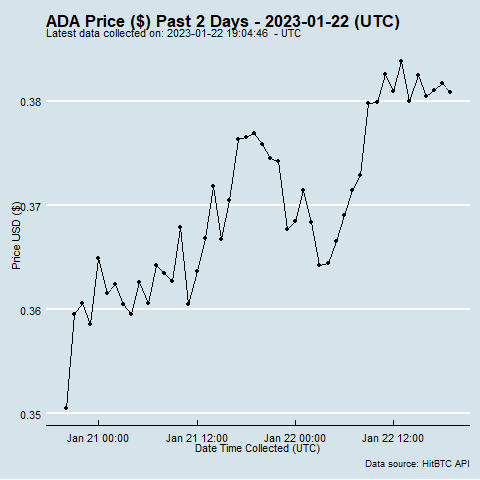 ADA Price ($) Past 2 Days - 2023-01-22 (UTC)
Latest data collected on: 2023-01-22 19:04:46 - UTC
0.38
0.37
0.36
0.35
Price USD ($)
Jan 21 00:00 Jan 21 12:00 Jan 22 00:00 Jan 22 12:00
Date Time Collected (UTC)
Data source: HitBTC API